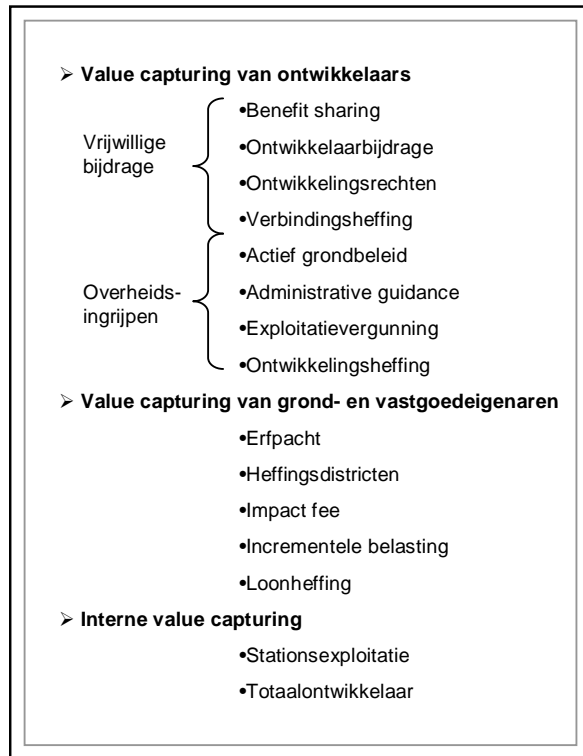 ➢ Value capturing van ontwikkelaars
Vrijwillige
bijdrage
•Benefit sharing
•Ontwikkelaarbijdrage
•Ontwikkelingsrechten
•Verbindingsheffing
Overheids-
ingrijpen
•Actief grondbeleid
•Administrative guidance
•Exploitatievergunning
•Ontwikkelingsheffing
➢ Value capturing van grond- en vastgoedeigenaren
•Erfpacht
•Heffingsdistricten
•Impact fee
•Incrementele belasting
•Loonheffing
➢ Interne value capturing
•Stationsexploitatie
•Totaalontwikkelaar